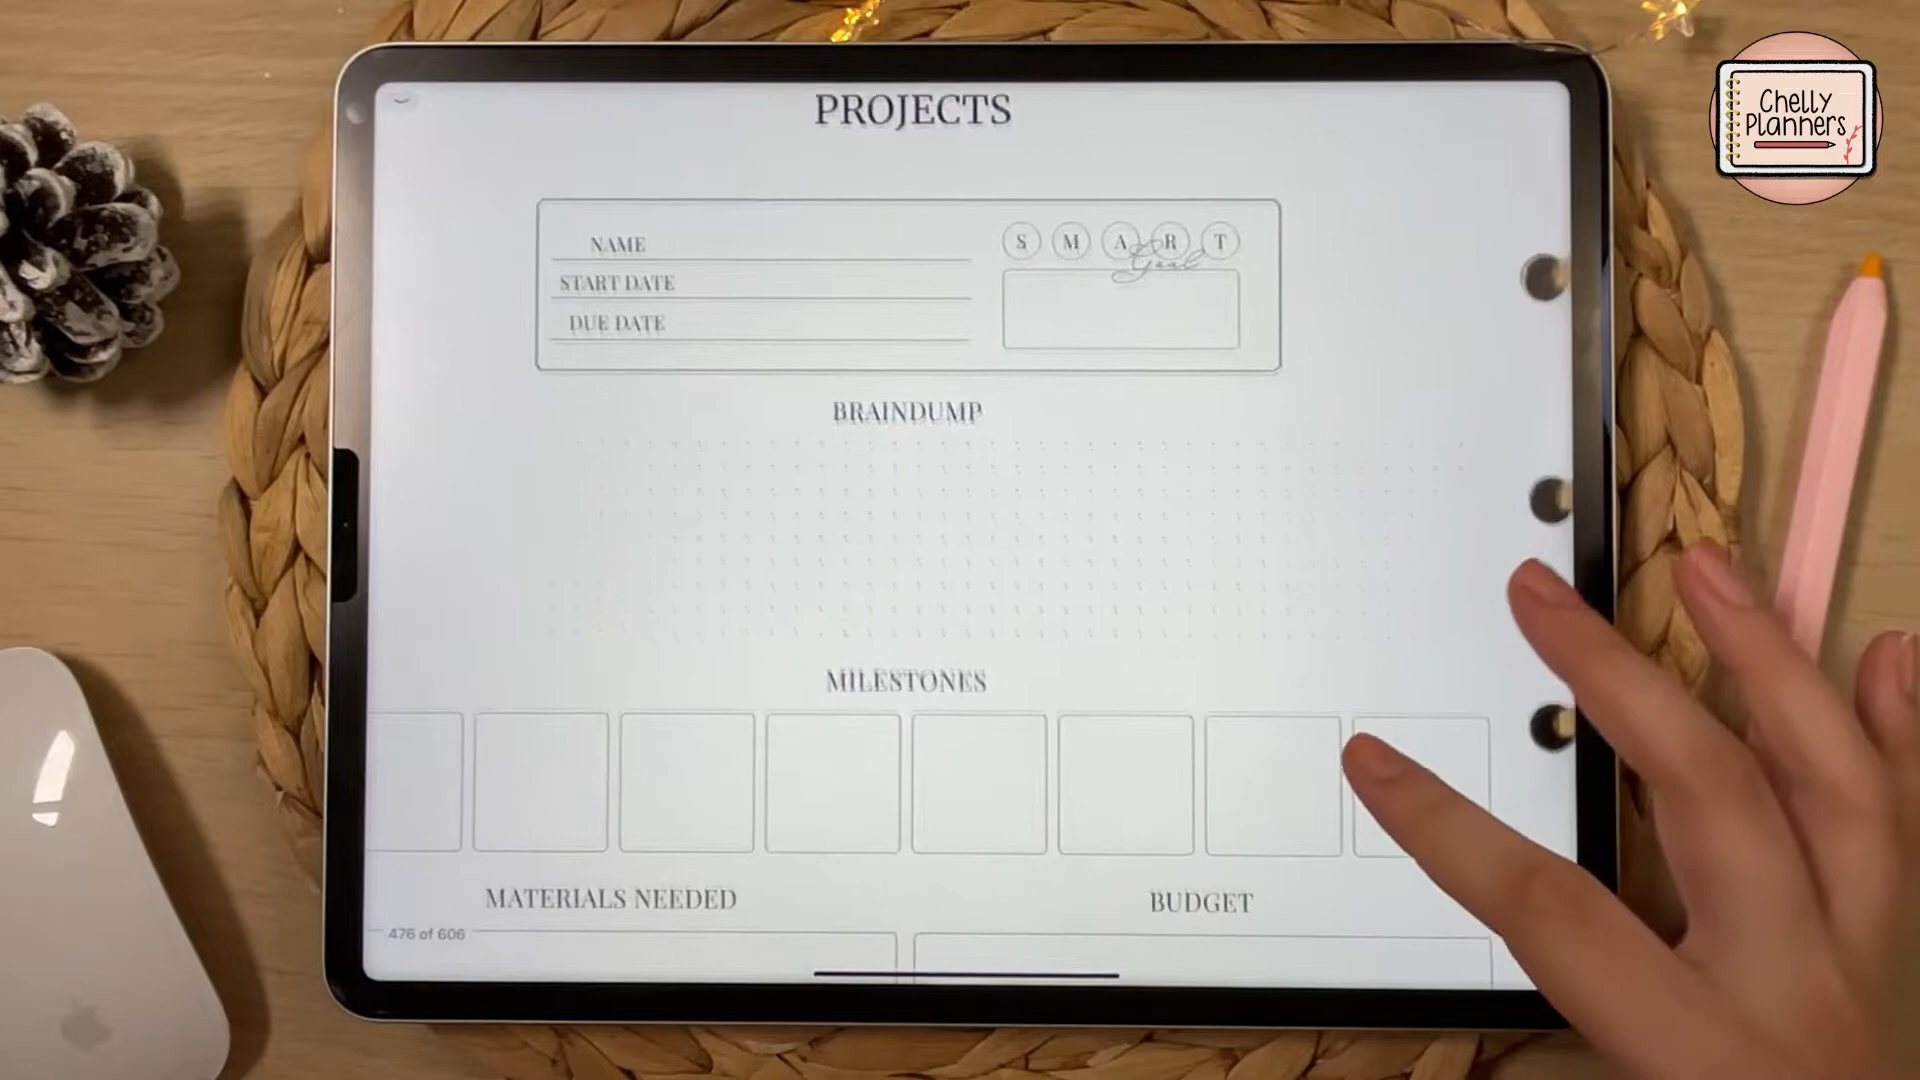 PROJECTS
Chelly
Planners
NAME
S M A R T
Goal
START DATE
DUE DATE
BRAINDUMP
MILESTONES
MATERIALS NEEDED
BUDGET
476 of 606